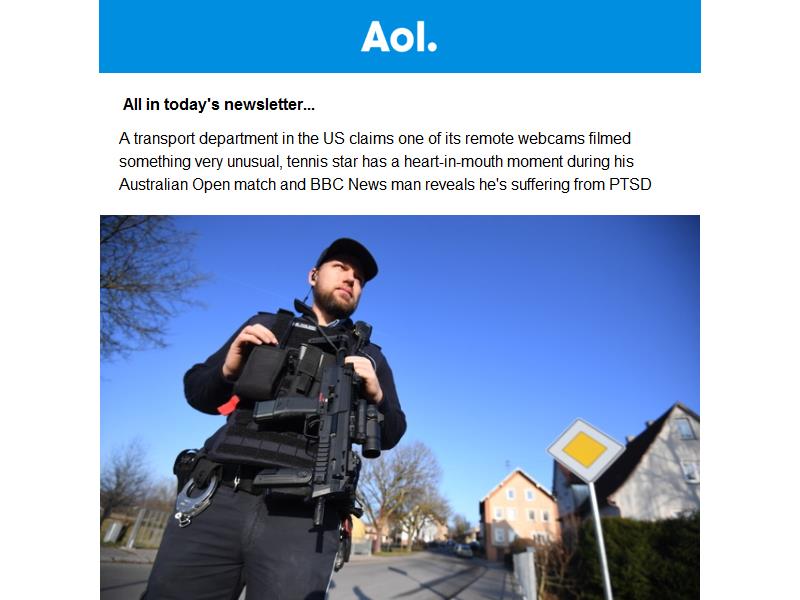 Aol.
All in today's newsletter...
A transport department in the US claims one of its remote webcams filmed
something very unusual, tennis star has a heart-in-mouth moment during his
Australian Open match and BBC News man reveals he's suffering from PTSD